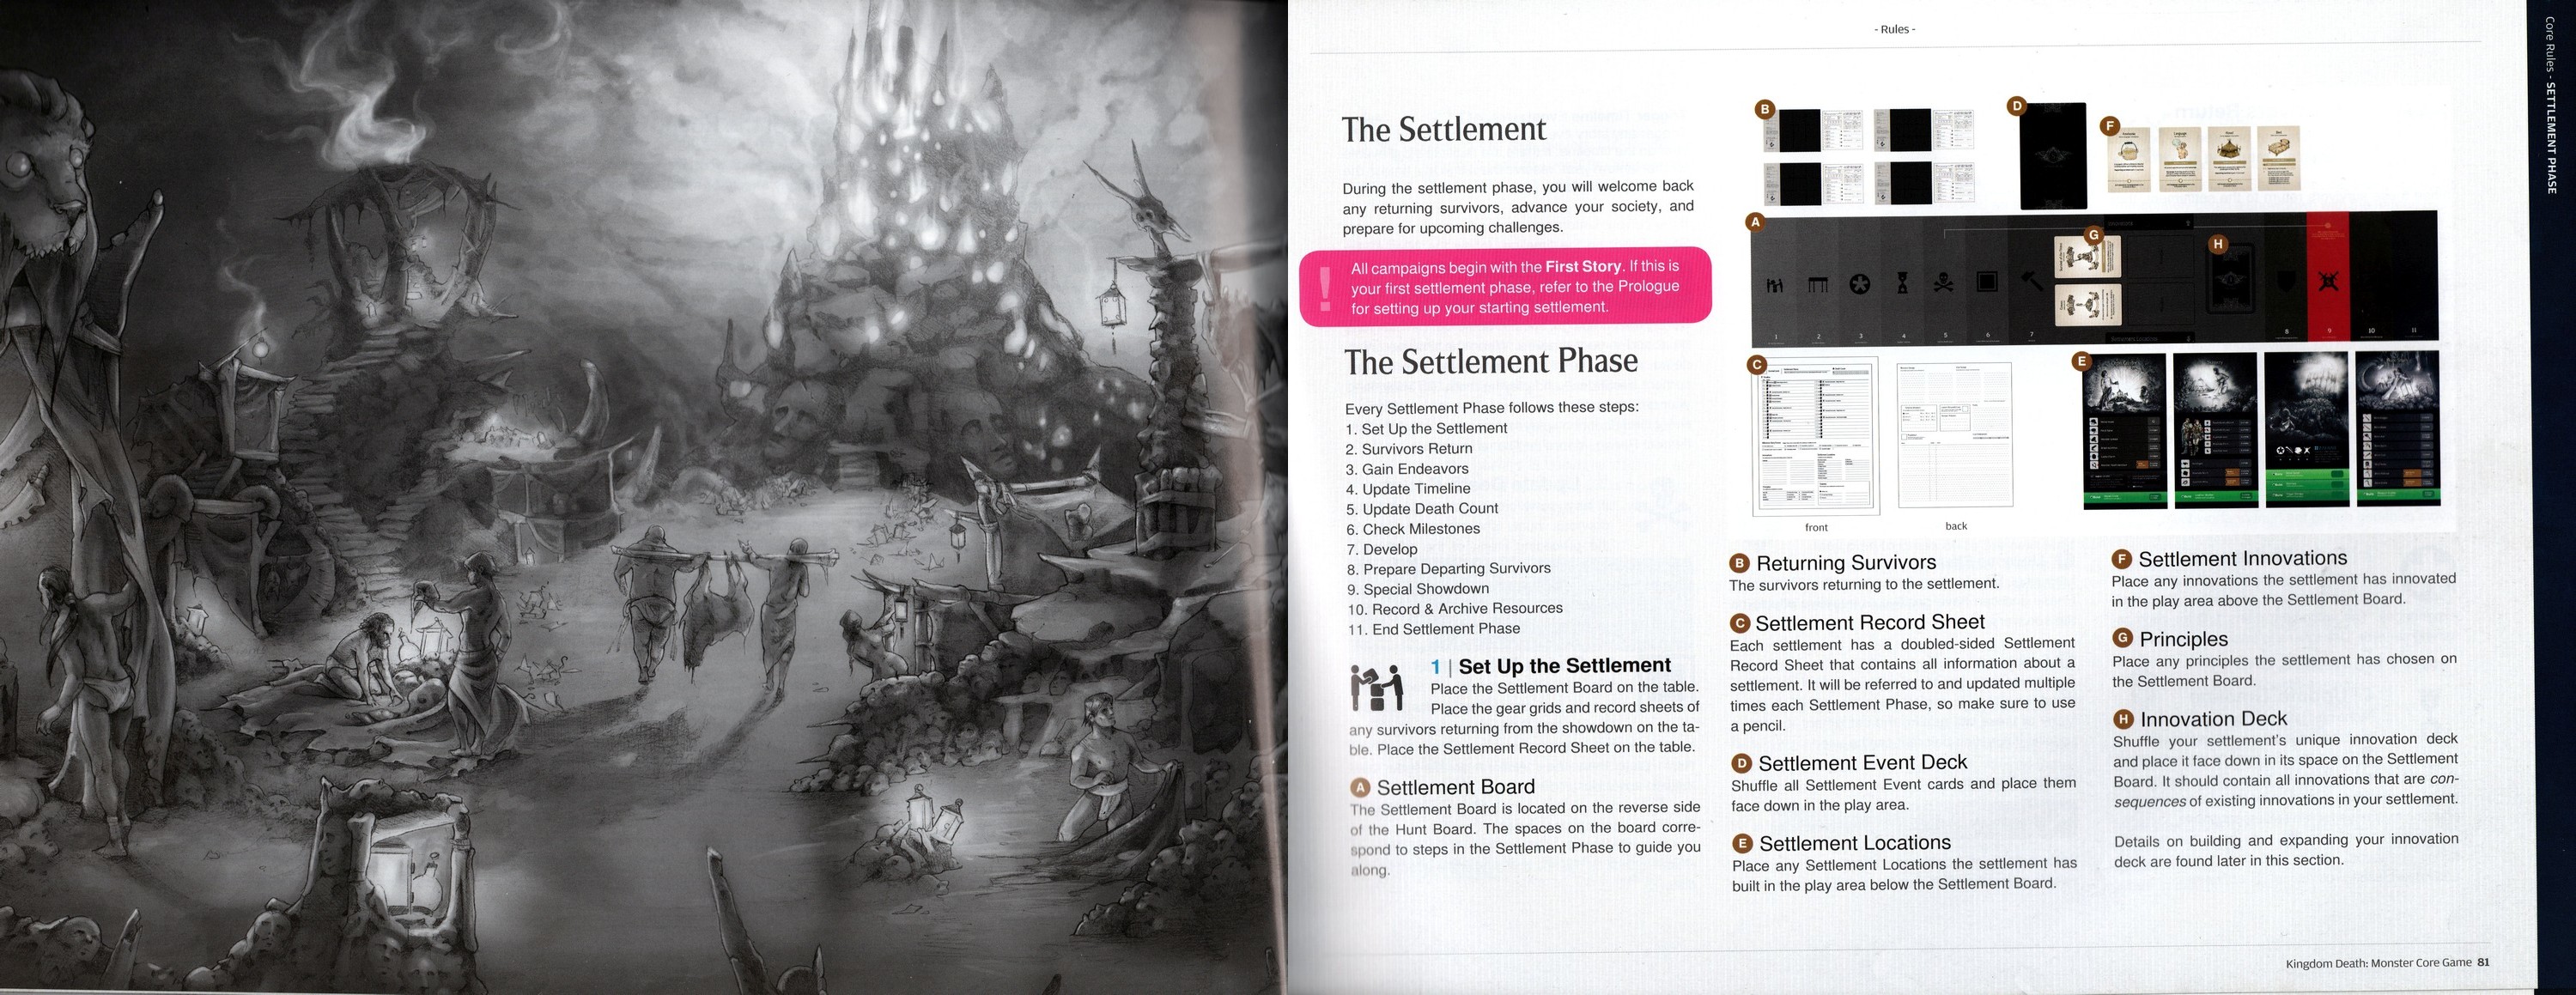 - Rules -
Core Rules - SETTLEMENT PHASE
The Settlement
During the settlement phase, you will welcome back
any returning survivors, advance your society, and
prepare for upcoming challenges.
! All campaigns begin with the First Story. If this is
your first settlement phase, refer to the Prologue
for setting up your starting settlement.
The Settlement Phase
Every Settlement Phase follows these steps:
1. Set Up the Settlement
2. Survivors Return
3. Gain Endeavors
4. Update Timeline
5. Update Death Count
6. Check Milestones
7. Develop
8. Prepare Departing Survivors
9. Special Showdown
10. Record & Archive Resources
11. End Settlement Phase
1 | Set Up the Settlement
Place the Settlement Board on the table.
Place the gear grids and record sheets of
any survivors returning from the showdown on the ta-
ble. Place the Settlement Record Sheet on the table.
A Settlement Board
The Settlement Board is located on the reverse side
of the Hunt Board. The spaces on the board corre-
spond to steps in the Settlement Phase to guide you
along.
B
D
F
A
G
H
1 2 3 4 5 6 7 8 9 10 11
C
E
front
back
B Returning Survivors
The survivors returning to the settlement.
C Settlement Record Sheet
Each settlement has a doubled-sided Settlement
Record Sheet that contains all information about a
settlement. It will be referred to and updated multiple
times each Settlement Phase, so make sure to use
a pencil.
D Settlement Event Deck
Shuffle all Settlement Event cards and place them
face down in the play area.
E Settlement Locations
Place any Settlement Locations the settlement has
built in the play area below the Settlement Board.
F Settlement Innovations
Place any innovations the settlement has innovated
in the play area above the Settlement Board.
G Principles
Place any principles the settlement has chosen on
the Settlement Board.
H Innovation Deck
Shuffle your settlement's unique innovation deck
and place it face down in its space on the Settlement
Board. It should contain all innovations that are con-
sequences of existing innovations in your settlement.
Details on building and expanding your innovation
deck are found later in this section.
Kingdom Death: Monster Core Game 81